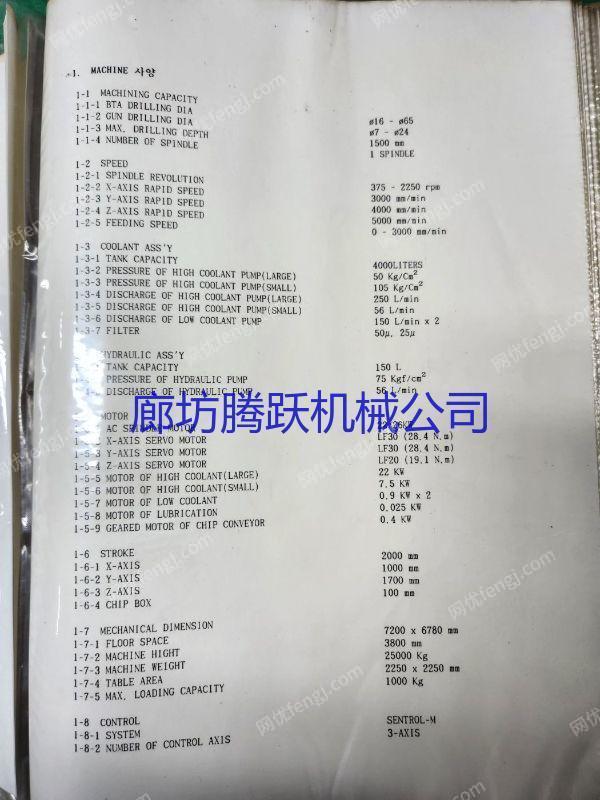 1. MACHINE 사양
1-1 MACHINING CAPACITY
1-1-1 BTA DRILLING DIA ø16 - ø65
1-1-2 GUN DRILLING DIA ø7 - ø24
1-1-3 MAX. DRILLING DEPTH 1500 mm
1-1-4 NUMBER OF SPINDLE 1 SPINDLE
1-2 SPEED
1-2-1 SPINDLE REVOLUTION 375 - 2250 rpm
1-2-2 X-AXIS RAPID SPEED 3000 mm/min
1-2-3 Y-AXIS RAPID SPEED 4000 mm/min
1-2-4 Z-AXIS RAPID SPEED 5000 mm/min
1-2-5 FEEDING SPEED 0 - 3000 mm/min
1-3 COOLANT ASS'Y
1-3-1 TANK CAPACITY 4000LITERS
1-3-2 PRESSURE OF HIGH COOLANT PUMP(LARGE) 50 Kg/Cm²
1-3-3 PRESSURE OF HIGH COOLANT PUMP(SMALL) 105 Kg/Cm²
1-3-4 DISCHARGE OF HIGH COOLANT PUMP(LARGE) 250 L/min
1-3-5 DISCHARGE OF HIGH COOLANT PUMP(SMALL) 56 L/min
1-3-6 DISCHARGE OF LOW COOLANT PUMP 150 L/min x 2
1-3-7 FILTER 50μ, 25μ
HYDRAULIC ASS'Y
TANK CAPACITY 150 L
PRESSURE OF HYDRAULIC PUMP 75 Kgf/cm²
DISCHARGE OF HYDRAULIC PUMP 56 L/min
廊坊腾跃机械公司
MOTOR
AC SPINDLE MOTOR
X-AXIS SERVO MOTOR LF30 (28.4 N.m)
1-5-3 Y-AXIS SERVO MOTOR LF30 (28.4 N.m)
1-5-4 Z-AXIS SERVO MOTOR LF20 (19.1 N.m)
1-5-5 MOTOR OF HIGH COOLANT(LARGE) 22 KW
1-5-6 MOTOR OF HIGH COOLANT(SMALL) 7.5 KW
1-5-7 MOTOR OF LOW COOLANT 0.9 KW x 2
1-5-8 MOTOR OF LUBRICATION 0.025 KW
1-5-9 GEARED MOTOR OF CHIP CONVEYOR 0.4 KW
1-6 STROKE
1-6-1 X-AXIS 2000 mm
1-6-2 Y-AXIS 1000 mm
1-6-3 Z-AXIS 1700 mm
1-6-4 CHIP BOX 100 mm
1-7 MECHANICAL DIMENSION
1-7-1 FLOOR SPACE 7200 x 6780 mm
1-7-2 MACHINE HIGHT 3800 mm
1-7-3 MACHINE WEIGHT 25000 Kg
1-7-4 TABLE AREA 2250 x 2250 mm
1-7-5 MAX. LOADING CAPACITY 1000 Kg
1-8 CONTROL
1-8-1 SYSTEM SENTROL-M
1-8-2 NUMBER OF CONTROL AXIS 3-AXIS
网优fengj.com